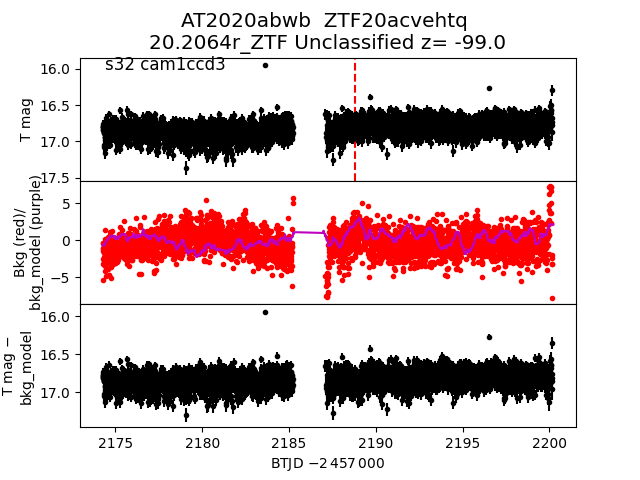 AT2020abwb  ZTF20acvehtq
20.2064r_ZTF Unclassified z= -99.0
s32 cam1ccd3
16.0
16.5
17.0
17.5
T mag
5
0
−5
Bkg (red)/
bkg_model (purple)
16.0
16.5
17.0
T mag −
bkg_model
2175
2180
2185
2190
2195
2200
BTJD −2 457 000